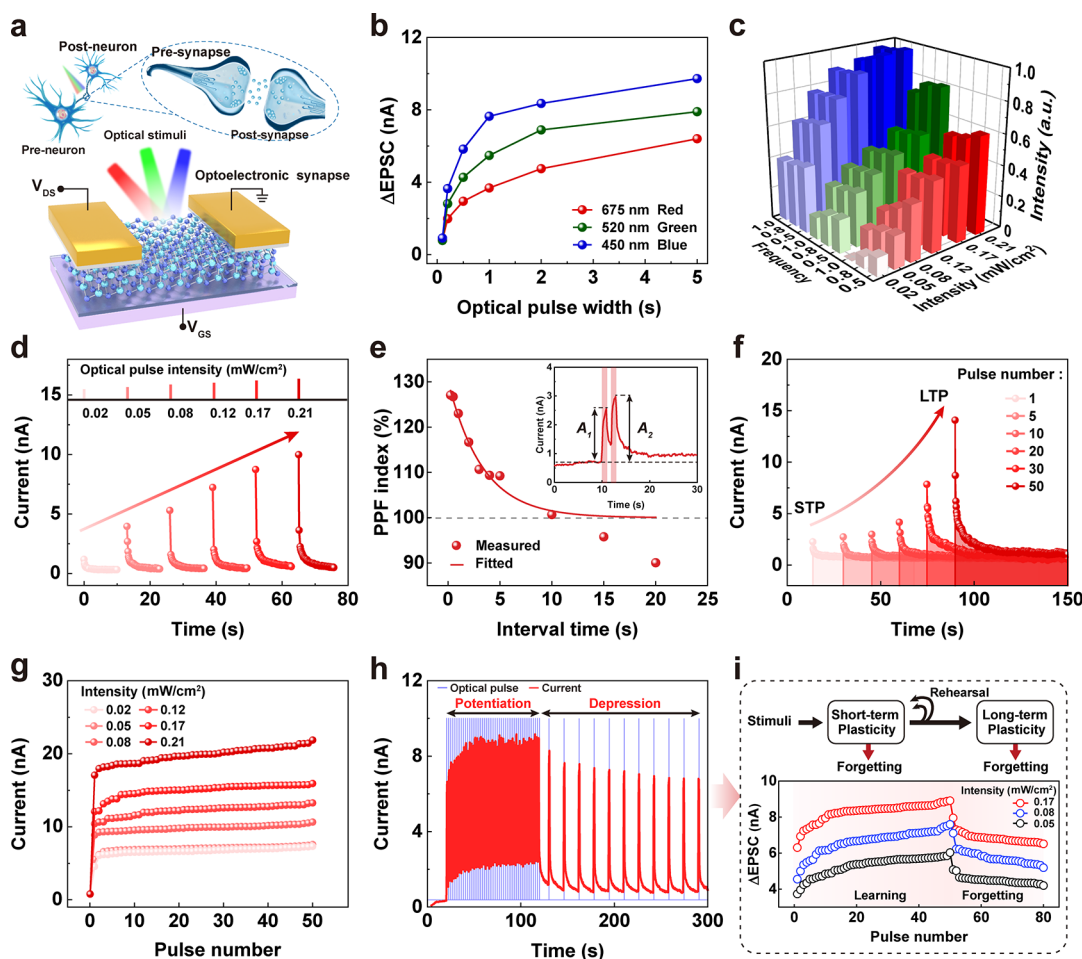 a
Post-neuron
Pre-synapse
Post-synapse
Pre-neuron
Optical stimuli
Optoelectronic synapse
VDS
VGS
b
12
8
4
0
ΔEPSC (nA)
675 nm Red
520 nm Green
450 nm Blue
0 1 2 3 4 5
Optical pulse width (s)
c
1.0
0.8
0.6
0.4
0.2
0
Intensity (a.u.)
Frequency
0.21
0.17
0.12
0.08
0.05
0.02
Intensity (mW/cm²)
d
Optical pulse intensity (mW/cm²)
0.02 0.05 0.08 0.12 0.17 0.21
15
10
5
0
Current (nA)
0 20 40 60 80
Time (s)
e
130
120
110
100
90
PPF index (%)
Measured
Fitted
0 5 10 15 20 25
Interval time (s)
4
3
2
1
0
Current (nA)
A1
A2
0 10 20 30
Time (s)
f
20
15
10
5
0
Current (nA)
Pulse number :
1
5
10
20
30
50
LTP
STP
0 50 100 150
Time (s)
g
30
20
10
0
Current (nA)
Intensity (mW/cm²)
0.02 0.12
0.05 0.17
0.08 0.21
0 10 20 30 40 50
Pulse number
h
12
8
4
0
Current (nA)
Optical pulse Current
Potentiation Depression
0 100 200 300
Time (s)
i
Rehearsal
Stimuli
Short-term
Plasticity
Long-term
Plasticity
Forgetting
Forgetting
10
8
6
4
ΔEPSC (nA)
Intensity (mW/cm²)
0.17
0.08
0.05
Learning Forgetting
0 20 40 60 80
Pulse number